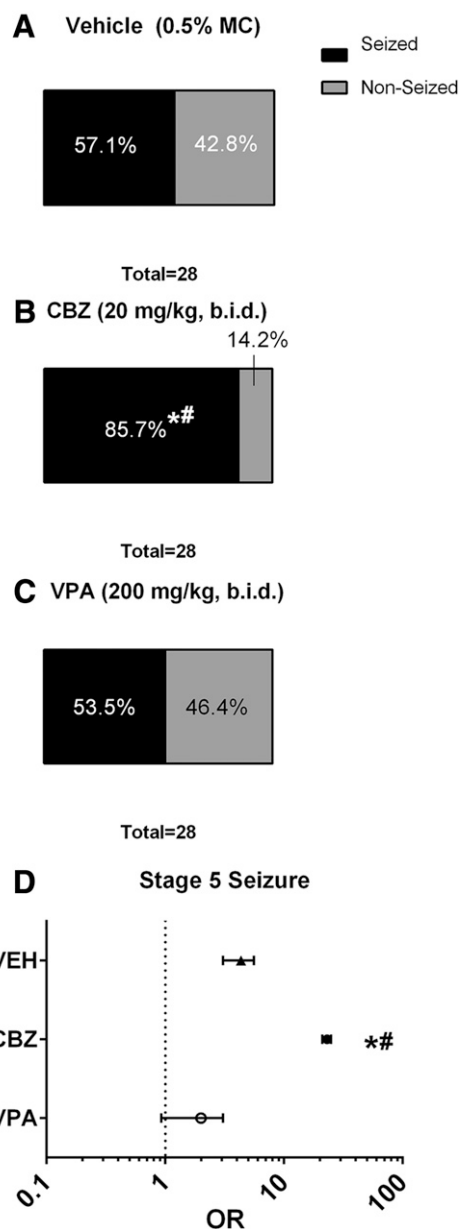 A Vehicle (0.5% MC)
Seized
Non-Seized
57.1% 42.8%
Total=28
B CBZ (20 mg/kg, b.i.d.)
14.2%
85.7%*#
Total=28
C VPA (200 mg/kg, b.i.d.)
53.5% 46.4%
Total=28
D Stage 5 Seizure
VEH
CBZ *#
VPA
0.1 1 10 100
OR